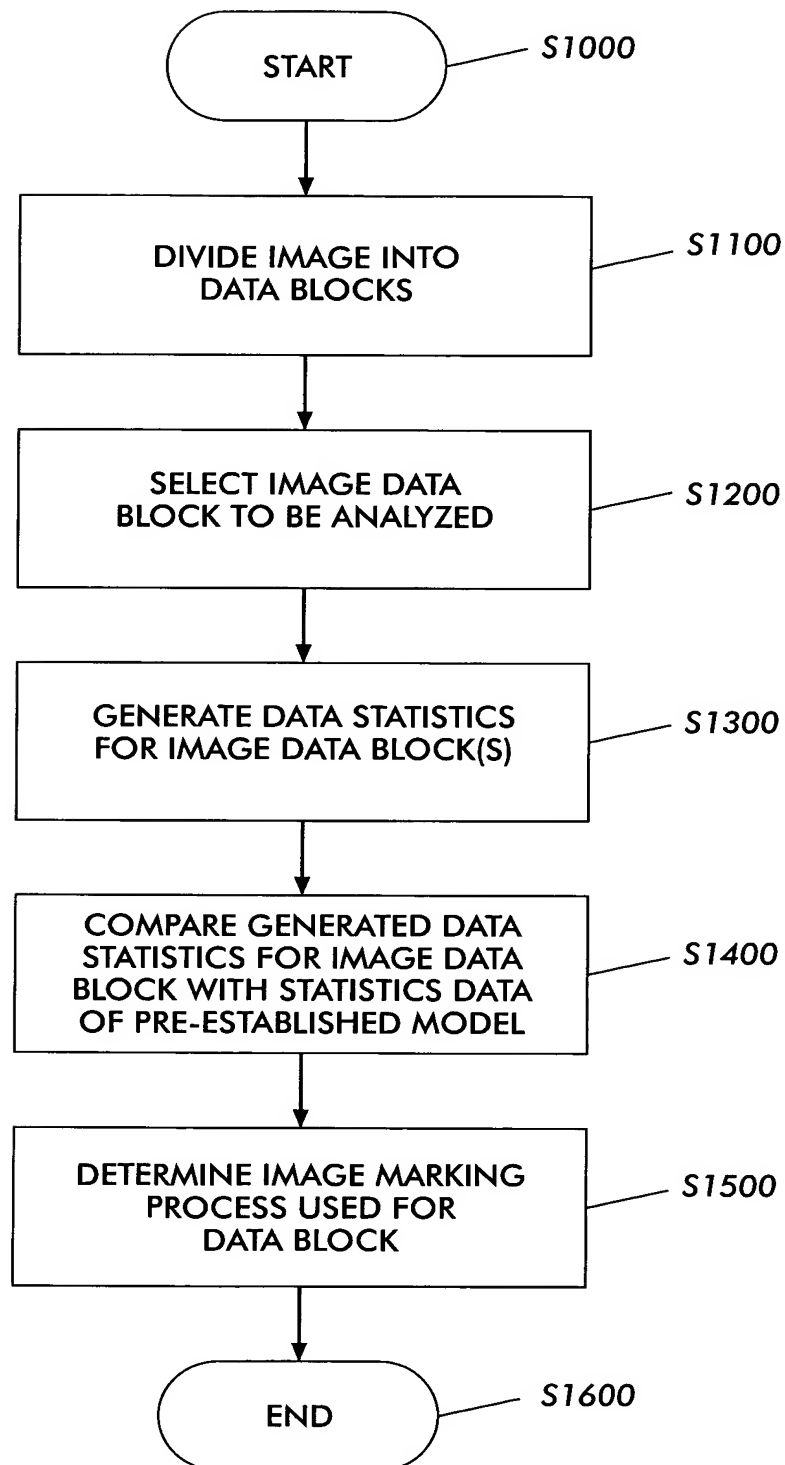 START
S1000
DIVIDE IMAGE INTO
DATA BLOCKS
S1100
SELECT IMAGE DATA
BLOCK TO BE ANALYZED
S1200
GENERATE DATA STATISTICS
FOR IMAGE DATA BLOCK(S)
S1300
COMPARE GENERATED DATA
STATISTICS FOR IMAGE DATA
BLOCK WITH STATISTICS DATA
OF PRE-ESTABLISHED MODEL
S1400
DETERMINE IMAGE MARKING
PROCESS USED FOR
DATA BLOCK
S1500
END
S1600